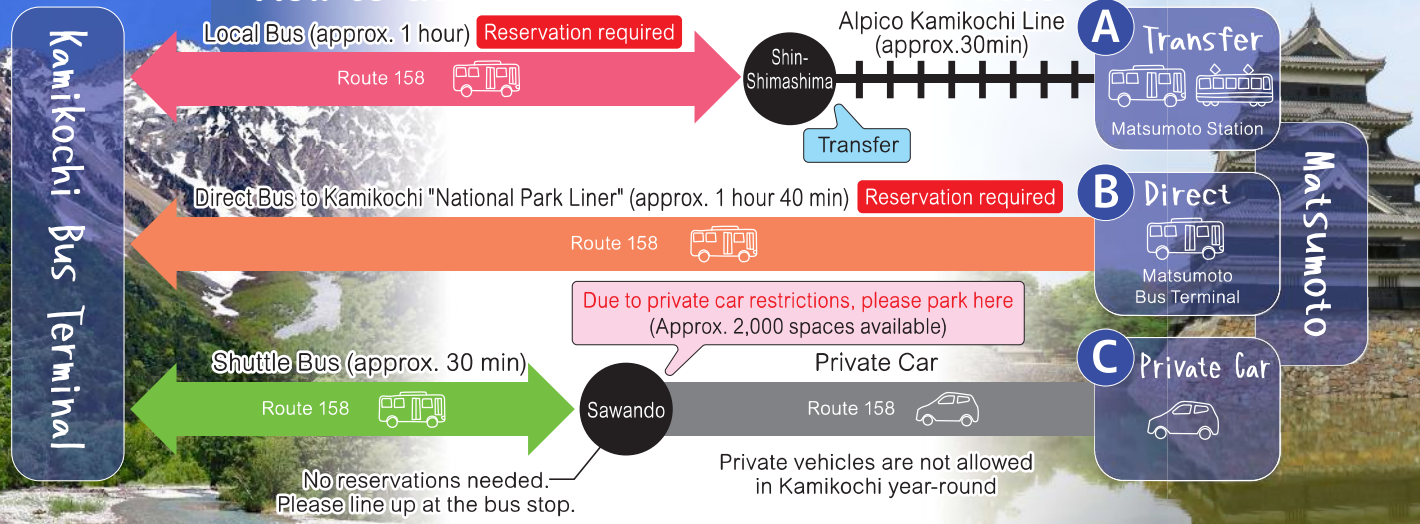 Kamikochi Bus Terminal
Local Bus (approx. 1 hour) Reservation required
Route 158
Shin-
Shimashima
Transfer
Alpico Kamikochi Line
(approx.30min)
A Transfer
Matsumoto Station
Direct Bus to Kamikochi "National Park Liner" (approx. 1 hour 40 min) Reservation required
Route 158
B Direct
Matsumoto
Bus Terminal
Matsumoto
Due to private car restrictions, please park here
(Approx. 2,000 spaces available)
Shuttle Bus (approx. 30 min)
Route 158
Sawando
Private Car
Route 158
C Private Car
No reservations needed.
Please line up at the bus stop.
Private vehicles are not allowed
in Kamikochi year-round